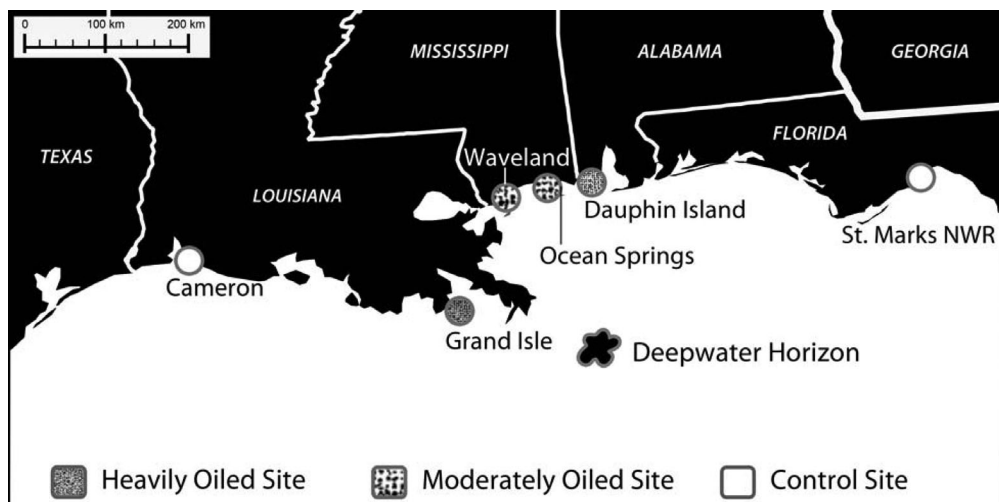 0 100 km 200 km
MISSISSIPPI
ALABAMA
GEORGIA
TEXAS
LOUISIANA
FLORIDA
Waveland
Dauphin Island
Ocean Springs
St. Marks NWR
Cameron
Grand Isle
Deepwater Horizon
Heavily Oiled Site
Moderately Oiled Site
Control Site